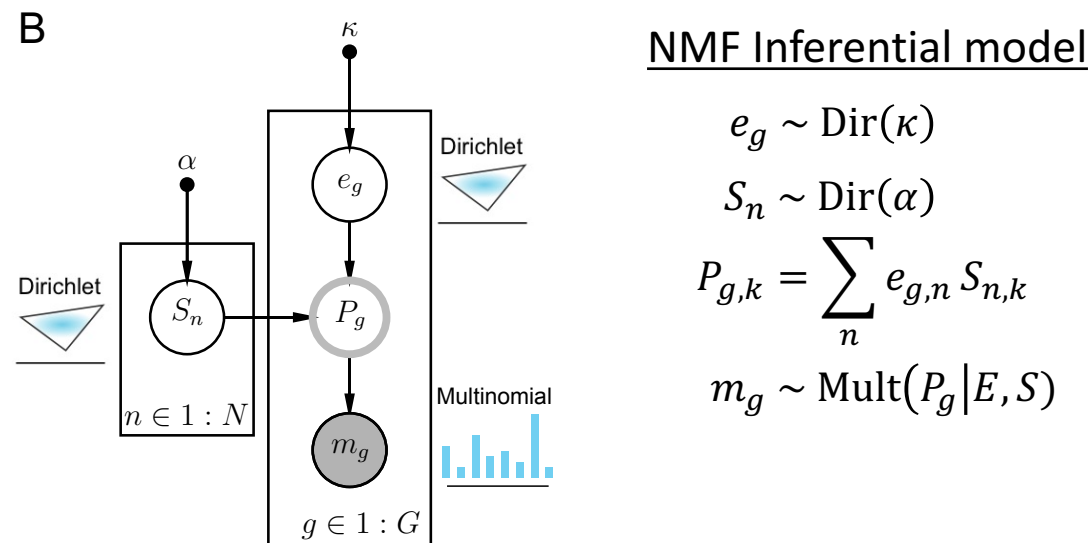 B
κ
α
Dirichlet
e_g
Dirichlet
S_n
P_g
n ∈ 1 : N
Multinomial
m_g
g ∈ 1 : G
NMF Inferential model
e_g ~ Dir(κ)
S_n ~ Dir(α)
P_{g,k} = ∑_n e_{g,n} S_{n,k}
m_g ~ Mult(P_g|E, S)